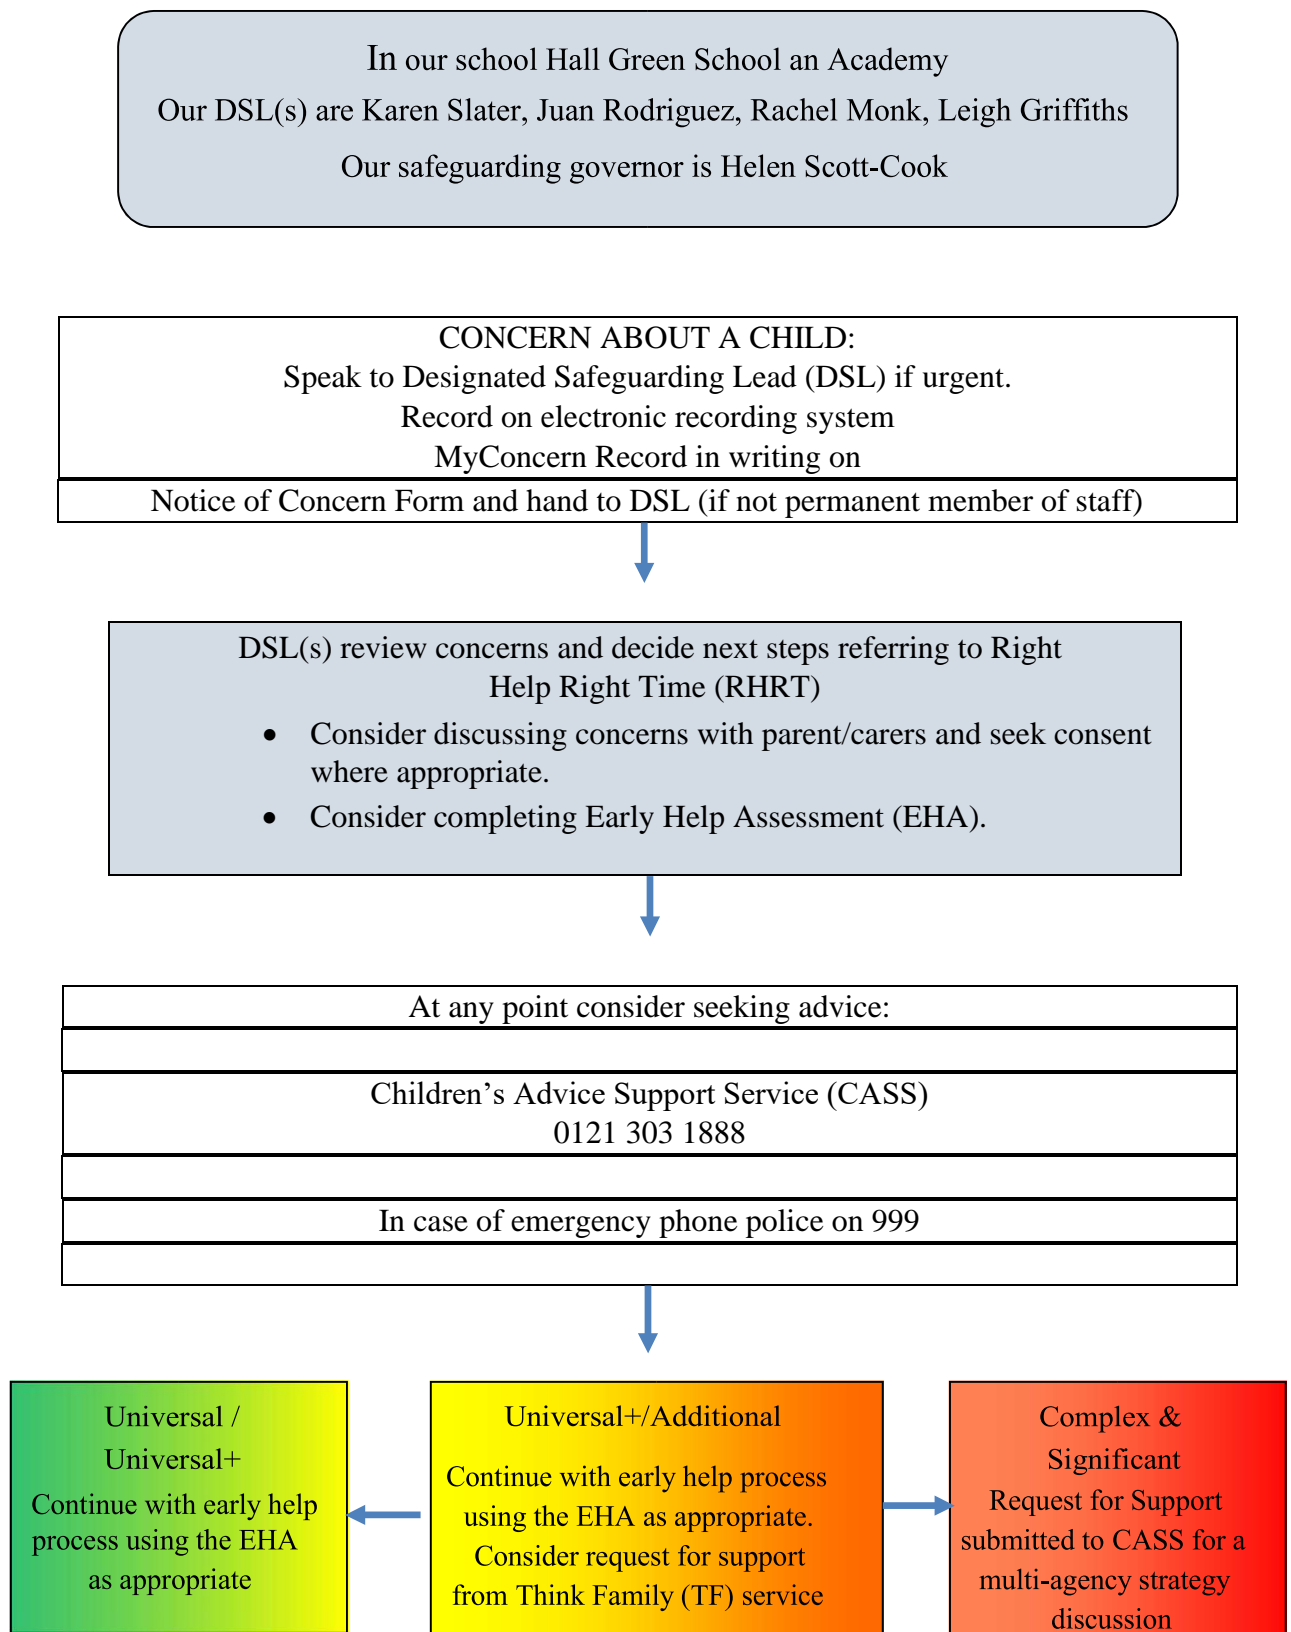 In our school Hall Green School an Academy
Our DSL(s) are Karen Slater, Juan Rodriguez, Rachel Monk, Leigh Griffiths
Our safeguarding governor is Helen Scott-Cook
CONCERN ABOUT A CHILD:
Speak to Designated Safeguarding Lead (DSL) if urgent.
Record on electronic recording system
MyConcern Record in writing on
Notice of Concern Form and hand to DSL (if not permanent member of staff)
DSL(s) review concerns and decide next steps referring to Right
Help Right Time (RHRT)
• Consider discussing concerns with parent/carers and seek consent
where appropriate.
• Consider completing Early Help Assessment (EHA).
At any point consider seeking advice:
Children’s Advice Support Service (CASS)
0121 303 1888
In case of emergency phone police on 999
Universal /
Universal+
Continue with early help
process using the EHA
as appropriate
Universal+/Additional
Continue with early help process
using the EHA as appropriate.
Consider request for support
from Think Family (TF) service
Complex &
Significant
Request for Support
submitted to CASS for a
multi-agency strategy
discussion